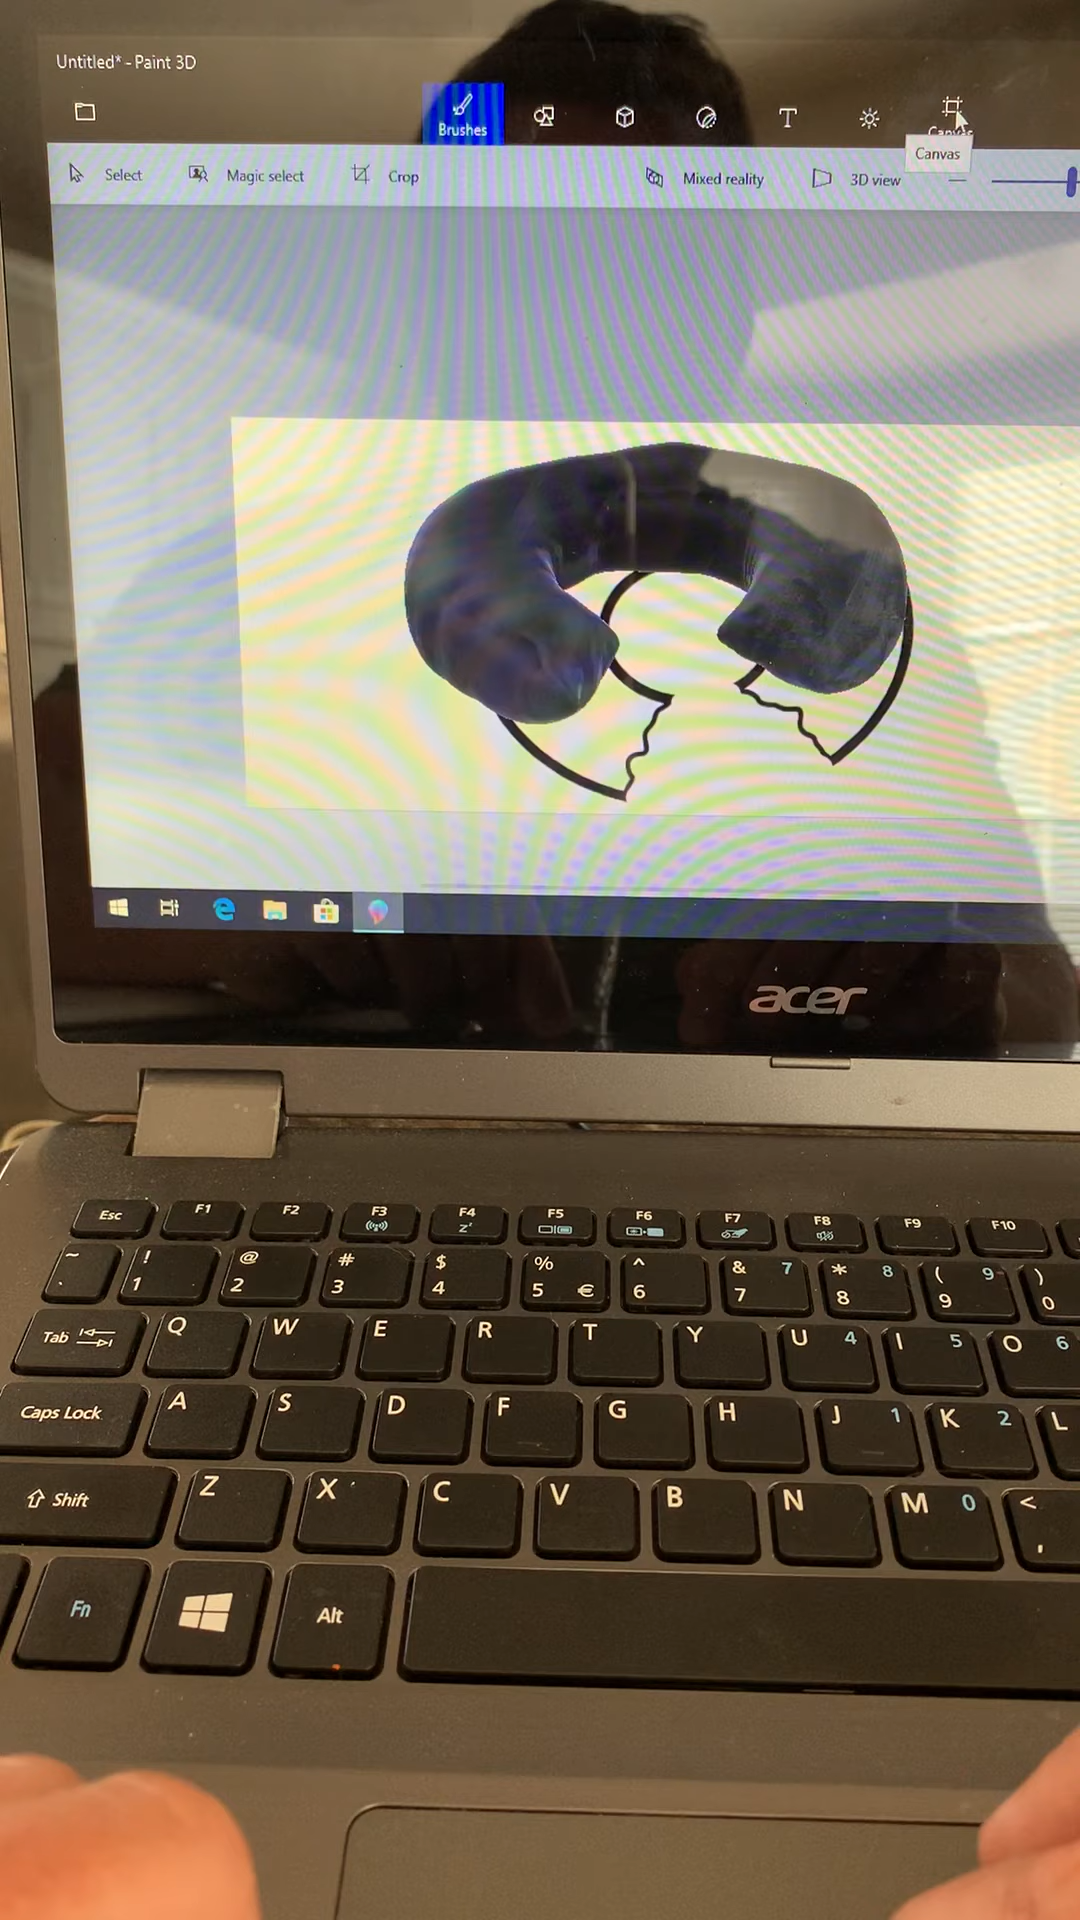 Untitled* - Paint 3D
Brushes
T
Canvas
Canvas
Select
Magic select
Crop
Mixed reality
3D view
acer
Esc F1 F2 F3 F4 F5 F6 F7 F8 F9 F10
Zᶻ
~ ! @ # $ % ^ & 7 * 8 ( 9 )
` 1 2 3 4 5 € 6 7 8 9 0
Tab Q W E R T Y U 4 I 5 O 6
Caps Lock A S D F G H J 1 K 2 L
Shift Z X C V B N M 0 <
,
Fn Alt